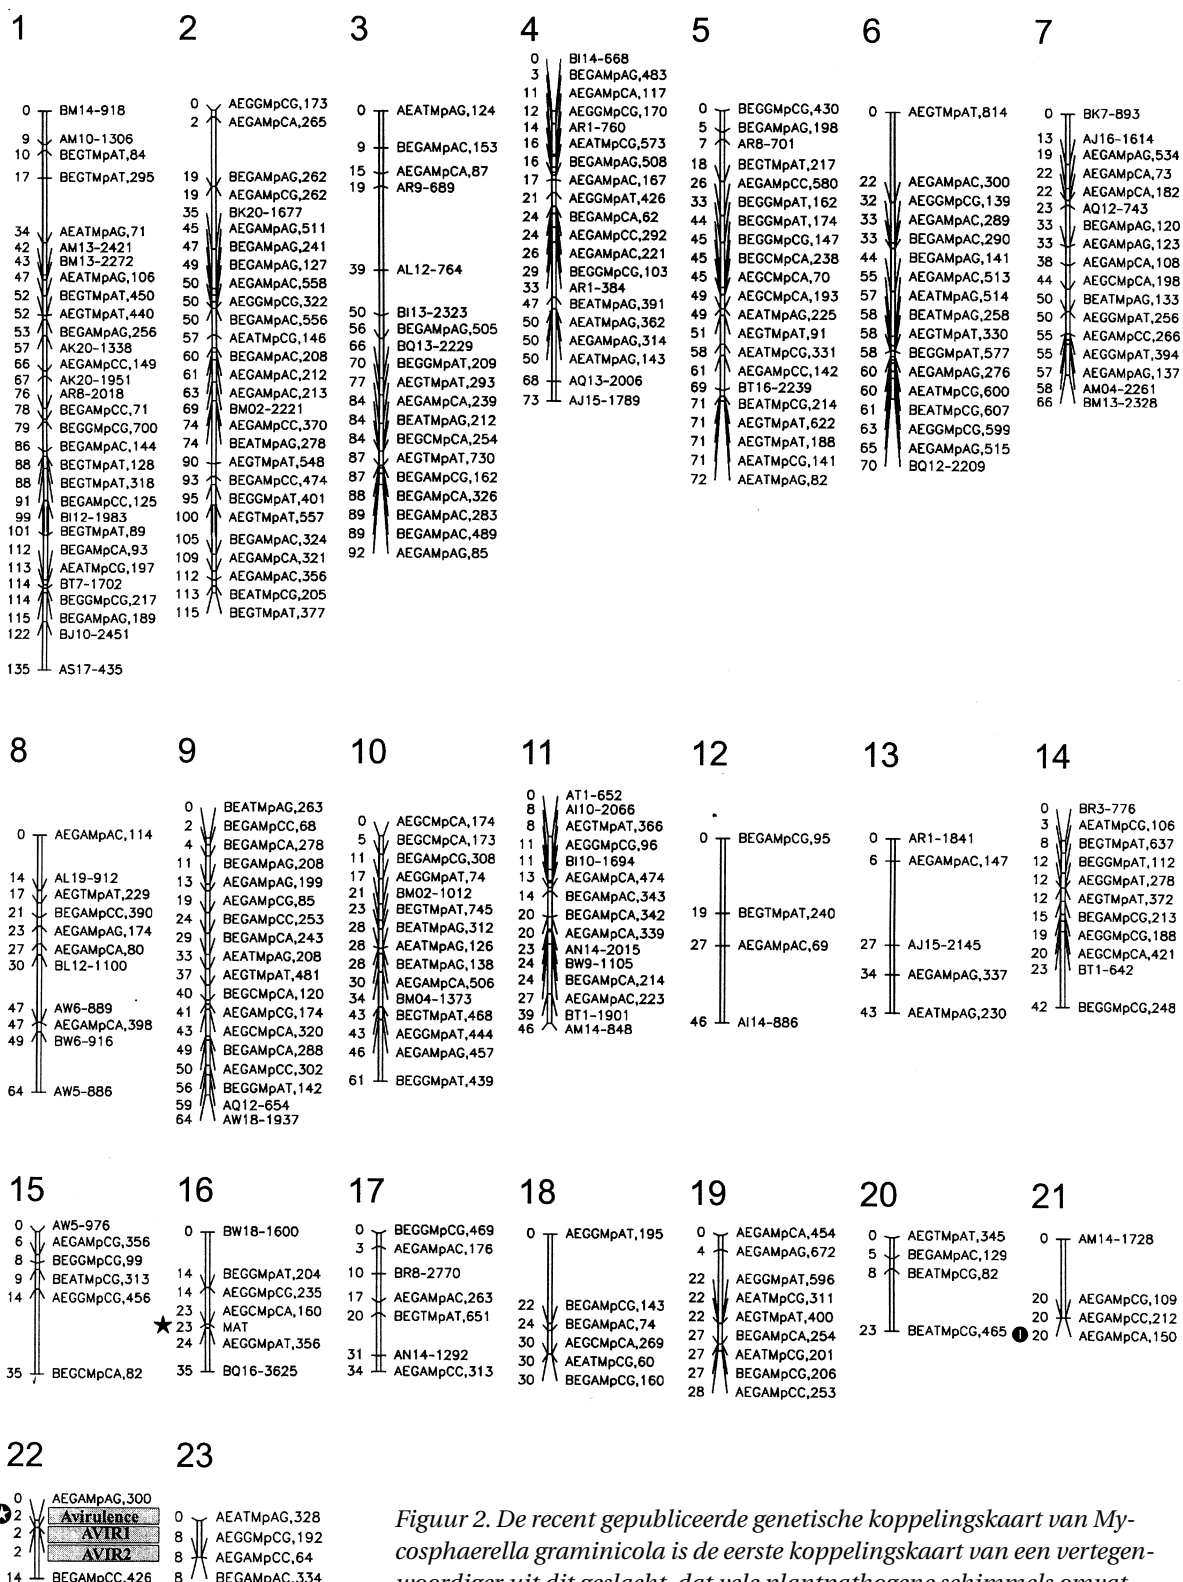 1
0 BM14-918
9 AM10-1306
10 BEGTMpAT,84
17 BEGTMpAT,295
34 AEATMpAG,71
42 AM13-2421
43 BM13-2272
47 AEATMpAG,106
52 BEGTMpAT,450
52 AEGTMpAT,440
53 BEGAMpAG,256
57 AK20-1338
66 AEGAMpCC,149
67 AK20-1951
76 AR8-2018
78 BEGAMpCC,71
79 BEGGMpCG,700
86 BEGAMpAC,144
88 BEGTMpAT,128
88 BEGTMpAT,318
91 BEGAMpCC,125
99 BI12-1983
101 BEGTMpAT,89
112 BEGAMpCA,93
113 AEATMpCG,197
114 BT7-1702
114 BEGGMpCG,217
115 BEGAMpAG,189
122 BJ10-2451
135 AS17-435
2
0 AEGGMpCG,173
2 AEGAMpCA,265
19 BEGAMpAG,262
19 AEGAMpCG,262
35 BK20-1677
45 AEGAMpAG,511
47 BEGAMpAG,241
49 BEGAMpAG,127
50 AEGAMpAC,558
50 AEGGMpCG,322
50 BEGAMpAC,556
57 AEATMpCG,146
60 BEGAMpAC,208
61 AEGAMpAC,212
63 AEGAMpAC,213
69 BM02-2221
74 AEGAMpCC,370
74 BEATMpAG,278
90 AEGTMpAT,548
93 BEGAMpCC,474
95 BEGGMpAT,401
100 AEGTMpAT,557
105 BEGAMpAC,324
109 AEGAMpCA,321
112 AEGAMpAC,356
113 BEATMpCG,205
115 BEGTMpAT,377
3
0 AEATMpAG,124
9 BEGAMpAC,153
15 AEGAMpCA,87
19 AR9-689
39 AL12-764
50 BI13-2323
56 BEGAMpAG,505
66 BQ13-2229
70 BEGGMpAT,209
77 AEGTMpAT,293
84 AEGAMpCA,239
84 BEATMpAG,212
84 BEGCMpCA,254
87 AEGTMpAT,730
87 BEGAMpCG,162
88 BEGAMpCA,326
89 BEGAMpAC,283
89 BEGAMpAC,489
92 AEGAMpAG,85
4
0 BI14-668
3 BEGAMpAG,483
11 AEGAMpCA,117
12 AEGGMpCG,170
14 AR1-760
16 AEATMpCG,573
16 BEGAMpAG,508
17 AEGAMpAC,167
21 AEGGMpAT,426
24 BEGAMpCA,62
24 AEGAMpCC,292
26 AEGAMpAC,221
29 BEGGMpCG,103
33 AR1-384
47 BEATMpAG,391
50 AEATMpAG,362
50 AEGAMpAG,314
50 AEATMpAG,143
68 AQ13-2006
73 AJ15-1789
5
0 BEGGMpCG,430
5 BEGAMpAG,198
7 AR8-701
18 BEGTMpAT,217
26 AEGAMpCC,580
33 BEGGMpAT,162
44 BEGTMpAT,174
45 BEGGMpCG,147
45 BEGCMpCA,238
45 AEGCMpCA,70
49 AEGCMpCA,193
49 AEATMpAG,225
51 AEGTMpAT,91
58 AEATMpCG,331
61 AEGAMpCC,142
69 BT16-2239
71 BEATMpCG,214
71 AEGTMpAT,622
71 AEGTMpAT,188
71 AEATMpCG,141
72 AEATMpAG,82
6
0 AEGTMpAT,814
22 AEGAMpAC,300
32 AEGGMpCG,139
33 AEGAMpAC,289
33 BEGAMpAC,290
44 BEGAMpAG,141
55 AEGAMpAC,513
57 AEATMpAG,514
58 BEATMpAG,258
58 AEGTMpAT,330
58 BEGGMpAT,577
60 AEGAMpAG,276
60 AEATMpCG,600
61 BEATMpCG,607
63 AEGGMpCG,599
65 AEGAMpAG,515
70 BQ12-2209
7
0 BK7-893
13 AJ16-1614
19 AEGAMpAG,534
22 AEGAMpCA,73
22 AEGAMpCA,182
23 AQ12-743
33 BEGAMpAG,120
33 AEGAMpAG,123
38 AEGAMpCA,108
44 AEGCMpCA,198
50 BEATMpAG,133
50 AEGGMpAT,256
55 AEGAMpCC,266
55 AEGGMpAT,394
57 AEGAMpAG,137
58 AM04-2261
66 BM13-2328
8
0 AEGAMpAC,114
14 AL19-912
17 AEGTMpAT,229
21 BEGAMpCC,390
23 AEGAMpAG,174
27 AEGAMpCA,80
30 BL12-1100
47 AW6-889
47 AEGAMpCA,398
49 BW6-916
64 AW5-886
9
0 BEATMpAG,263
2 BEGAMpCC,68
4 BEGAMpCA,278
11 BEGAMpAG,208
13 AEGAMpAG,199
19 AEGAMpCG,85
24 BEGAMpCC,253
29 BEGAMpCA,243
33 AEATMpAG,208
37 AEGTMpAT,481
40 BEGCMpCA,120
41 AEGAMpCG,174
43 AEGCMpCA,320
49 BEGAMpCA,288
50 AEGAMpCC,302
56 BEGGMpAT,142
59 AQ12-654
64 AW18-1937
10
0 AEGCMpCA,174
5 BEGCMpCA,173
11 BEGAMpCG,308
17 AEGGMpAT,74
21 BM02-1012
23 BEGTMpAT,745
28 BEATMpAG,312
28 AEATMpAG,126
28 BEATMpAG,138
30 AEGAMpCA,506
34 BM04-1373
43 BEGTMpAT,468
43 AEGGMpAT,444
46 AEGAMpAG,457
61 BEGGMpAT,439
11
0 AT1-652
8 AI10-2066
8 AEGTMpAT,366
11 AEGGMpCG,96
11 BI10-1694
13 AEGAMpCA,474
14 BEGAMpAC,343
20 BEGAMpCA,342
20 AEGAMpCA,339
23 AN14-2015
24 BW9-1105
24 BEGAMpCA,214
27 AEGAMpAC,223
39 BT1-1901
46 AM14-848
12
0 BEGAMpCG,95
19 BEGTMpAT,240
27 AEGAMpAC,69
46 AI14-886
13
0 AR1-1841
6 AEGAMpAC,147
27 AJ15-2145
34 AEGAMpAG,337
43 AEATMpAG,230
14
0 BR3-776
3 AEATMpCG,106
8 BEGTMpAT,637
12 BEGGMpAT,112
12 AEGGMpAT,278
12 AEGTMpAT,372
15 BEGAMpCG,213
19 AEGGMpCG,188
20 AEGCMpCA,421
23 BT1-642
42 BEGGMpCG,248
15
0 AW5-976
6 AEGAMpCG,356
8 BEGGMpCG,99
9 BEATMpCG,313
14 AEGGMpCG,456
35 BEGCMpCA,82
16
0 BW18-1600
14 BEGGMpAT,204
14 AEGGMpCG,235
23 AEGCMpCA,160
23 MAT
24 AEGGMpAT,356
35 BQ16-3625
17
0 BEGGMpCG,469
3 AEGAMpAC,176
10 BR8-2770
17 AEGAMpAC,263
20 BEGTMpAT,651
31 AN14-1292
34 AEGAMpCC,313
18
0 AEGGMpAT,195
22 BEGAMpCG,143
24 BEGAMpAC,74
30 AEGCMpCA,269
30 AEATMpCG,60
30 BEGAMpCG,160
19
0 AEGAMpCA,454
4 AEGAMpAG,672
22 AEGGMpAT,596
22 AEATMpCG,311
22 AEGTMpAT,400
27 BEGAMpCA,254
27 AEATMpCG,201
27 BEGAMpCG,206
28 AEGAMpCC,253
20
0 AEGTMpAT,345
5 BEGAMpAC,129
8 BEATMpCG,82
23 BEATMpCG,465
21
0 AM14-1728
20 AEGAMpCG,109
20 AEGAMpCC,212
20 AEGAMpCA,150
22
0 AEGAMpAG,300
2 Avirulence
2 AVIR1
2 AVIR2
14 BEGAMpCC,426
23
0 AEATMpAG,328
8 AEGGMpCG,192
8 AEGAMpCC,64
8 BEGAMpAC,334
Figuur 2. De recent gepubliceerde genetische koppelingskaart van My-
cosphaerella graminicola is de eerste koppelingskaart van een vertegen-
woordiger uit dit geslacht, dat vele plantpathogene schimmels omvat.